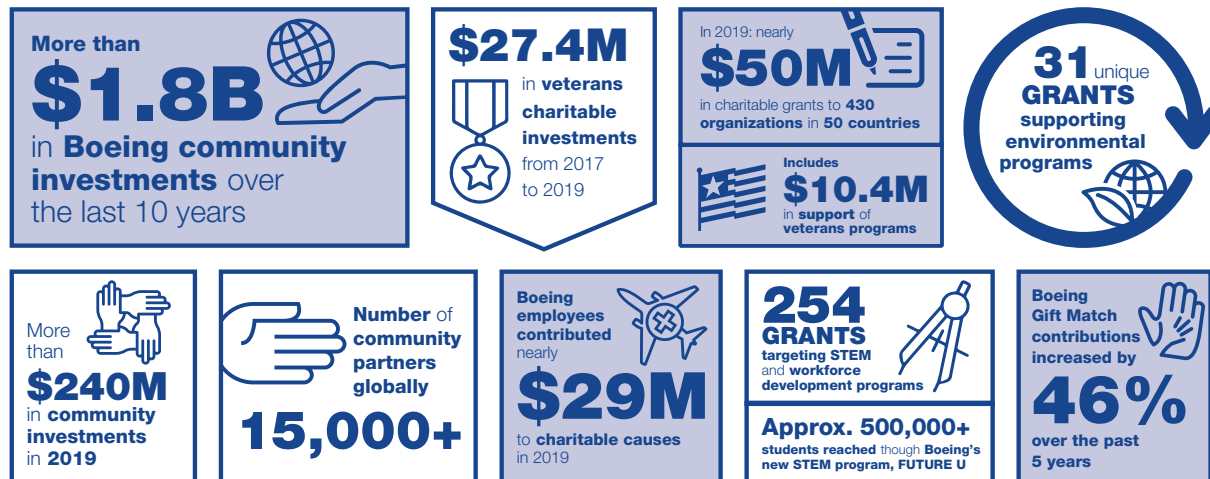 More than
$1.8B
in Boeing community
investments over
the last 10 years
$27.4M
in veterans
charitable
investments
from 2017
to 2019
In 2019: nearly
$50M
in charitable grants to 430
organizations in 50 countries
Includes
$10.4M
in support of
veterans programs
31 unique
GRANTS
supporting
environmental
programs
More
than
$240M
in community
investments
in 2019
Number of
community
partners
globally
15,000+
Boeing
employees
contributed
nearly
$29M
to charitable causes
in 2019
254
GRANTS
targeting STEM
and workforce
development programs
Approx. 500,000+
students reached though Boeing's
new STEM program, FUTURE U
Boeing
Gift Match
contributions
increased by
46%
over the past
5 years